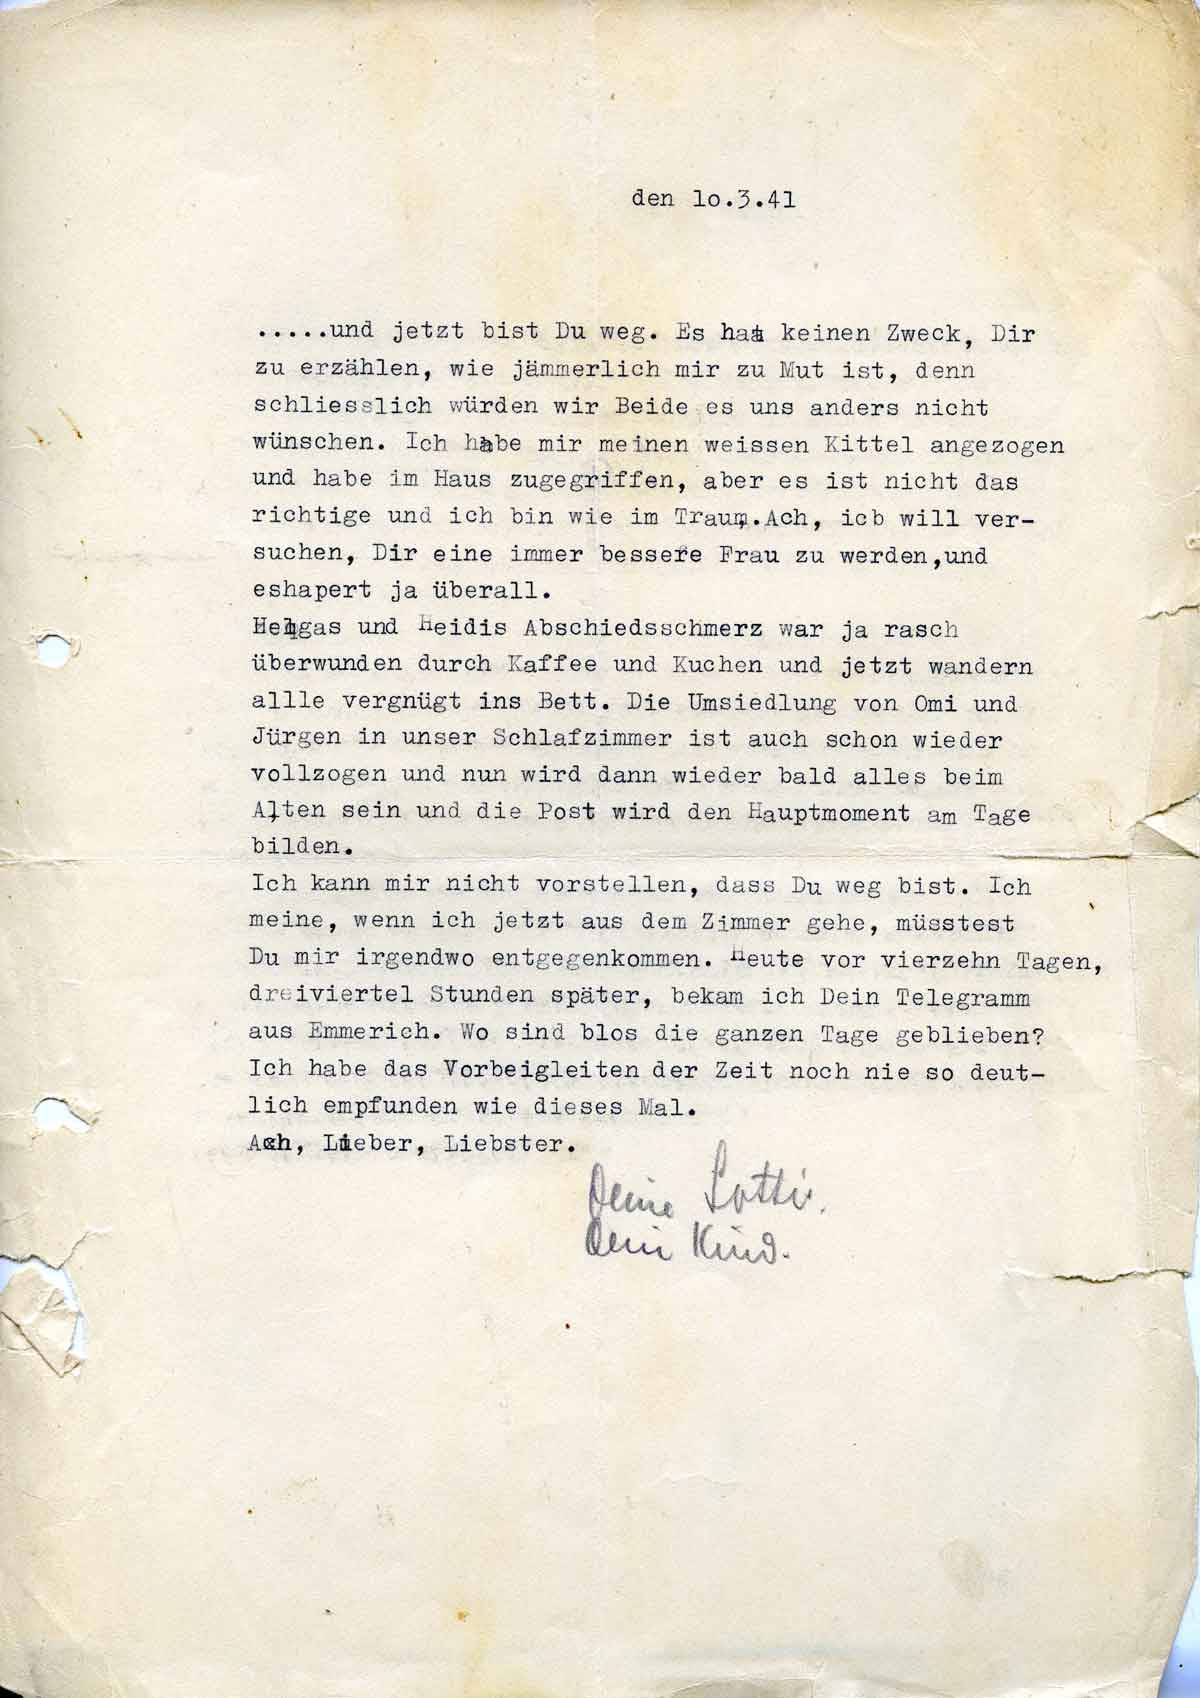 den lo.3.41
.....und jetzt bist Du weg. Es hat keinen Zweck, Dir
zu erzählen, wie jämmerlich mir zu Mut ist, denn
schliesslich würden wir Beide es uns anders nicht
wünschen. Ich habe mir meinen weissen Kittel angezogen
und habe im Haus zugegriffen, aber es ist nicht das
richtige und ich bin wie im Traum.Ach, icb will ver-
suchen, Dir eine immer bessere Frau zu werden,und
eshapert ja überall.
Helgas und Heidis Abschiedsschmerz war ja rasch
überwunden durch Kaffee und Kuchen und jetzt wandern
allle vergnügt ins Bett. Die Umsiedlung von Omi und
Jürgen in unser Schlafzimmer ist auch schon wieder
vollzogen und nun wird dann wieder bald alles beim
Alten sein und die Post wird den Hauptmoment am Tage
bilden.
Ich kann mir nicht vorstellen, dass Du weg bist. Ich
meine, wenn ich jetzt aus dem Zimmer gehe, müsstest
Du mir irgendwo entgegenkommen. Heute vor vierzehn Tagen,
dreiviertel Stunden später, bekam ich Dein Telegramm
aus Emmerich. Wo sind blos die ganzen Tage geblieben?
Ich habe das Vorbeigleiten der Zeit noch nie so deut-
lich empfunden wie dieses Mal.
Ach, Lieber, Liebster.
Deine Lotti.
Dein Kind.